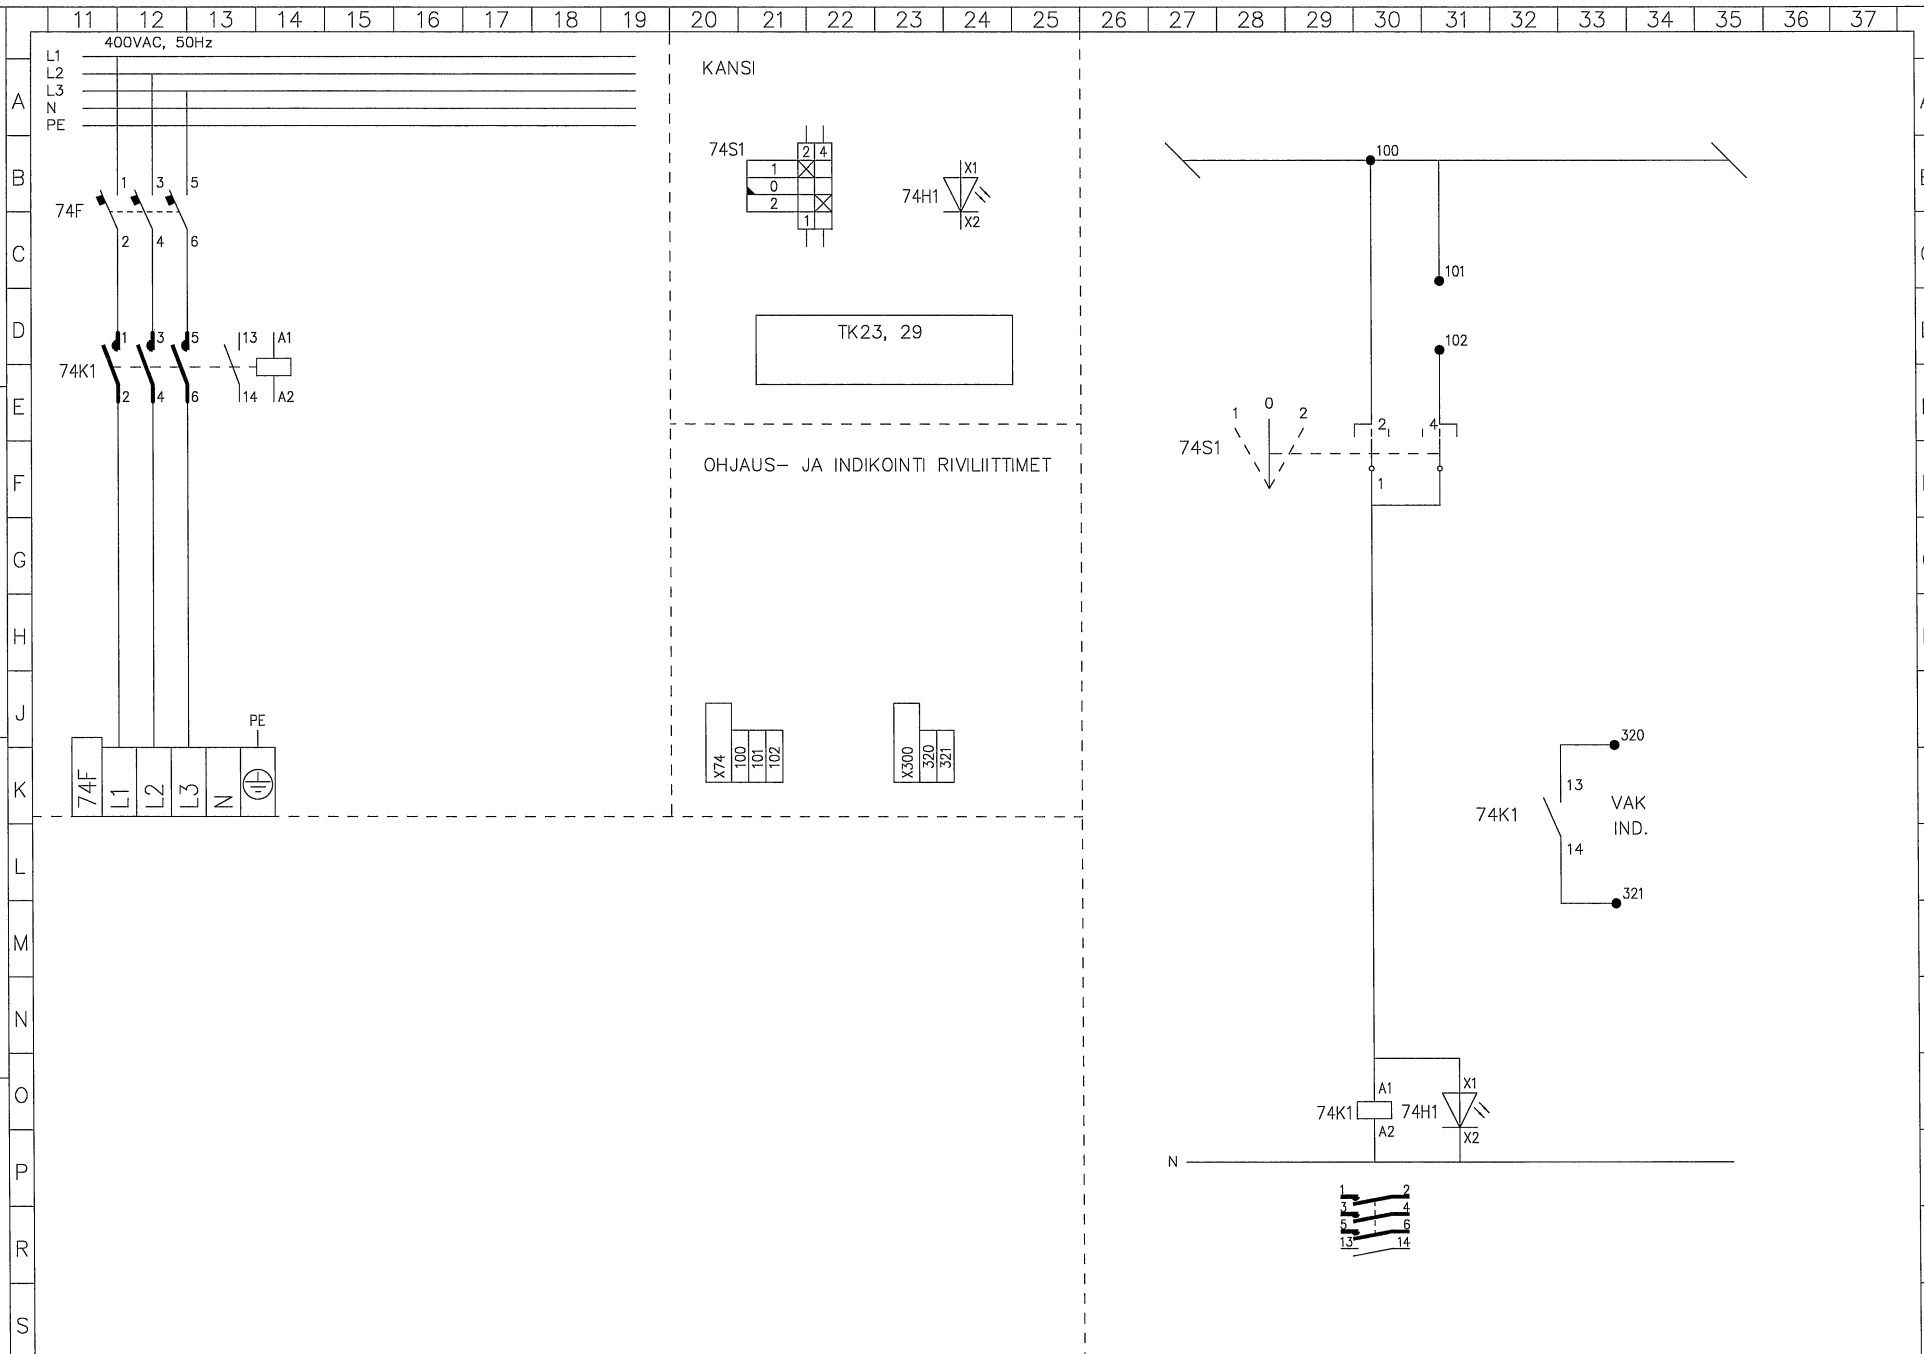 11 12 13 14 15 16 17 18 19 20 21 22 23 24 25 26 27 28 29 30 31 32 33 34 35 36 37
400VAC, 50Hz
L1
L2
L3
N
PE
A
B
C
D
E
F
G
H
J
K
L
M
N
O
P
R
S
1 3 5
74F
2 4 6
1 3 5 13 A1
74K1
2 4 6 14 A2
PE
74F L1 L2 L3 N
KANSI
74S1
2 4
1
0
2
1
X1
74H1
X2
TK23, 29
OHJAUS- JA INDIKOINTI RIVILIITTIMET
X74 100 101 102
X300 320 321
100
101
102
1 0 2
2 4
74S1
1
320
13
74K1
VAK
IND.
14
321
A1 X1
74K1 74H1
A2 X2
N
1 2
3 4
5 6
13 14